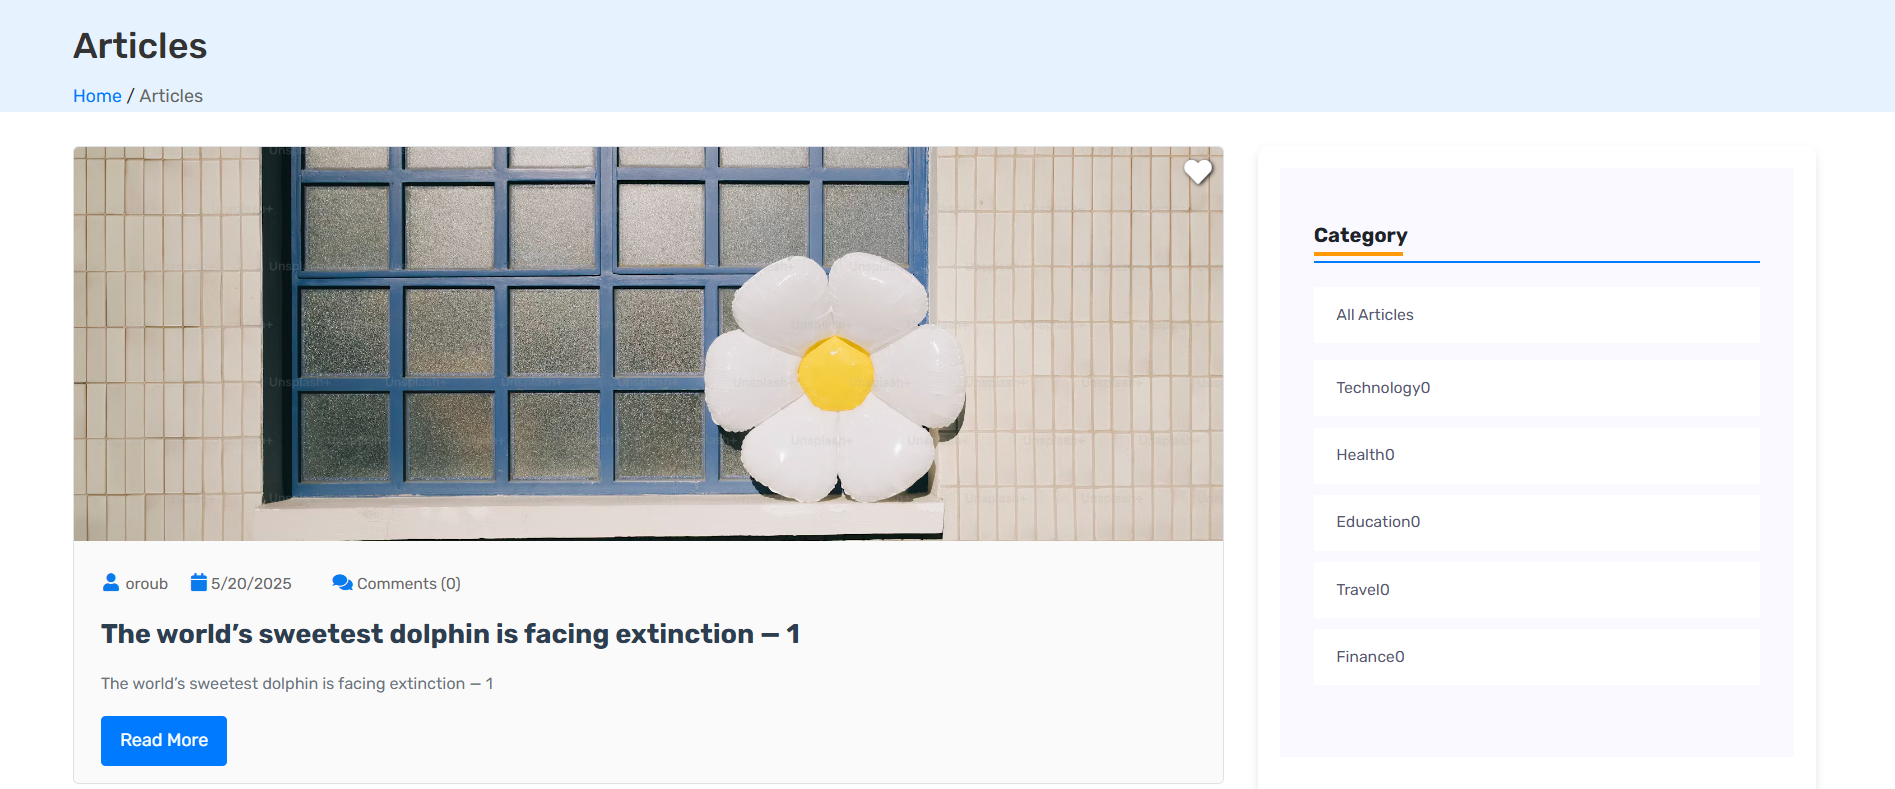 Articles
Home / Articles
oroub 5/20/2025 Comments (0)
The world’s sweetest dolphin is facing extinction – 1
The world’s sweetest dolphin is facing extinction – 1
Read More
Category
All Articles
Technology0
Health0
Education0
Travel0
Finance0
Unsplash+